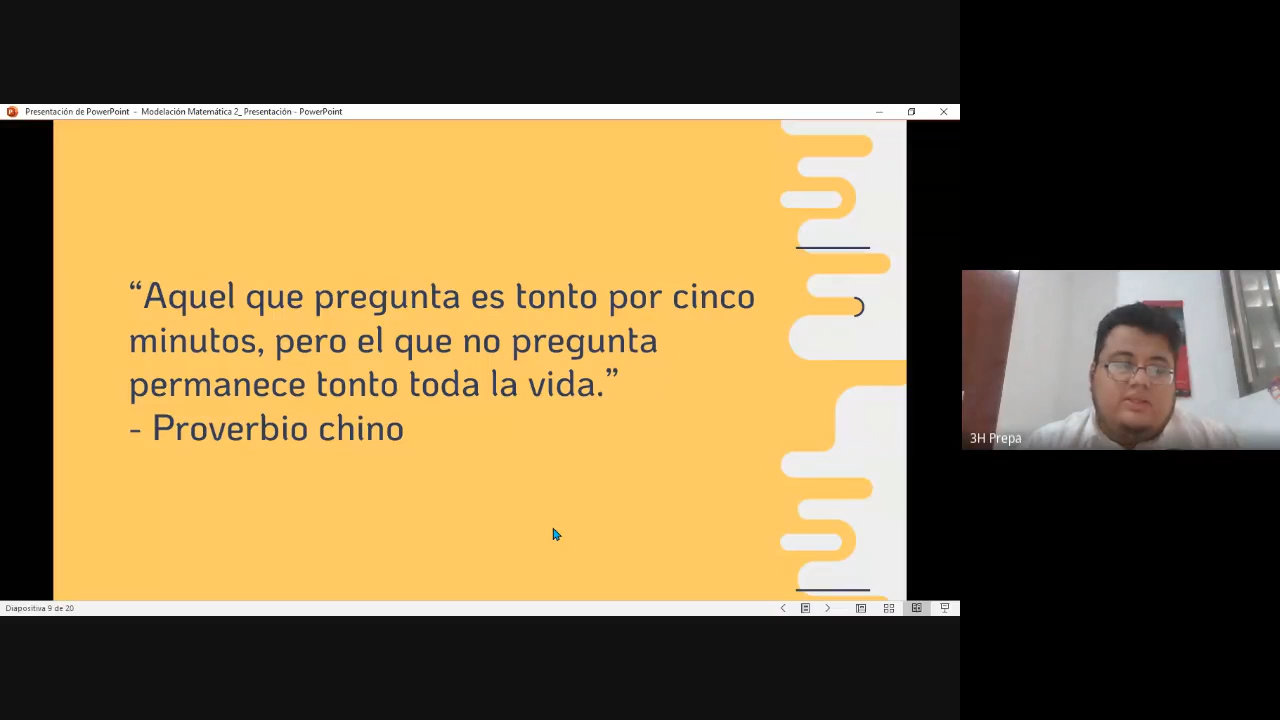 Presentación de PowerPoint - Modelación Matemática 2_ Presentación - PowerPoint
“Aquel que pregunta es tonto por cinco
minutos, pero el que no pregunta
permanece tonto toda la vida.”
- Proverbio chino
3H Prepa
Diapositiva 9 de 20